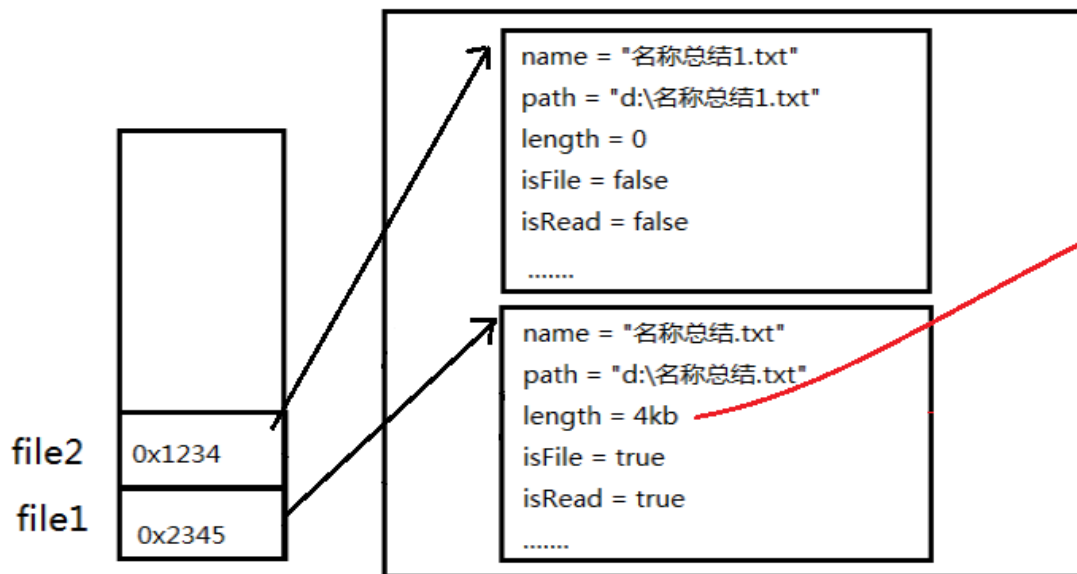 name = "名称总结1.txt"
path = "d:\名称总结1.txt"
length = 0
isFile = false
isRead = false
.......
name = "名称总结.txt"
path = "d:\名称总结.txt"
length = 4kb
isFile = true
isRead = true
.......
file2
0x1234
file1
0x2345